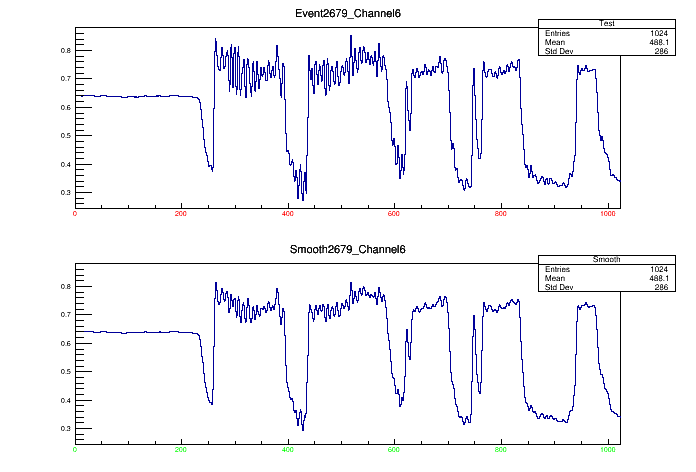 Event2679_Channel6
Test
Entries 1024
Mean 488.1
Std Dev 286
0.8
0.7
0.6
0.5
0.4
0.3
0 200 400 600 800 1000
Smooth2679_Channel6
Smooth
Entries 1024
Mean 488.1
Std Dev 286
0.8
0.7
0.6
0.5
0.4
0.3
0 200 400 600 800 1000